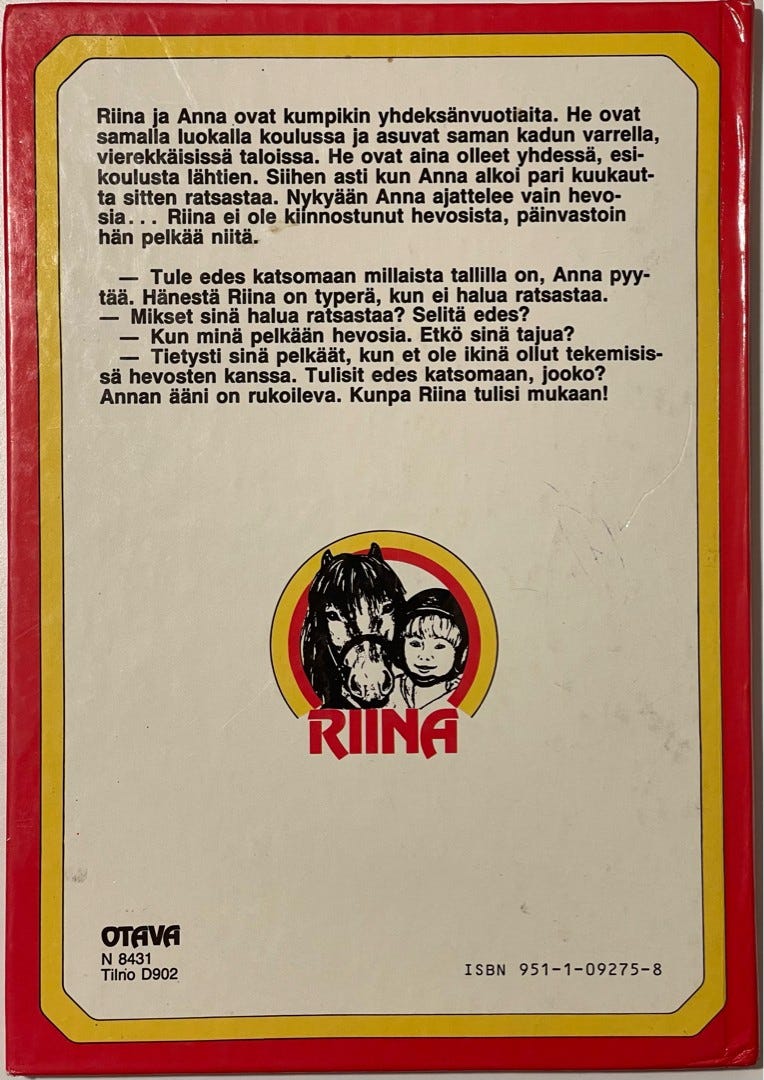 Riina ja Anna ovat kumpikin yhdeksänvuotiaita. He ovat
samalla luokalla koulussa ja asuvat saman kadun varrella,
vierekkäisissä taloissa. He ovat aina olleet yhdessä, esi-
koulusta lähtien. Siihen asti kun Anna alkoi pari kuukaut-
ta sitten ratsastaa. Nykyään Anna ajattelee vain hevo-
sia... Riina ei ole kiinnostunut hevosista, päinvastoin
hän pelkää niitä.
— Tule edes katsomaan millaista tallilla on, Anna pyy-
tää. Hänestä Riina on typerä, kun ei halua ratsastaa.
— Mikset sinä halua ratsastaa? Selitä edes?
— Kun minä pelkään hevosia. Etkö sinä tajua?
— Tietysti sinä pelkäät, kun et ole ikinä ollut tekemisis-
sä hevosten kanssa. Tulisit edes katsomaan, jooko?
Annan ääni on rukoileva. Kunpa Riina tulisi mukaan!
RIINA
OTAVA
N 8431
Tilno D902
ISBN 951-1-09275-8